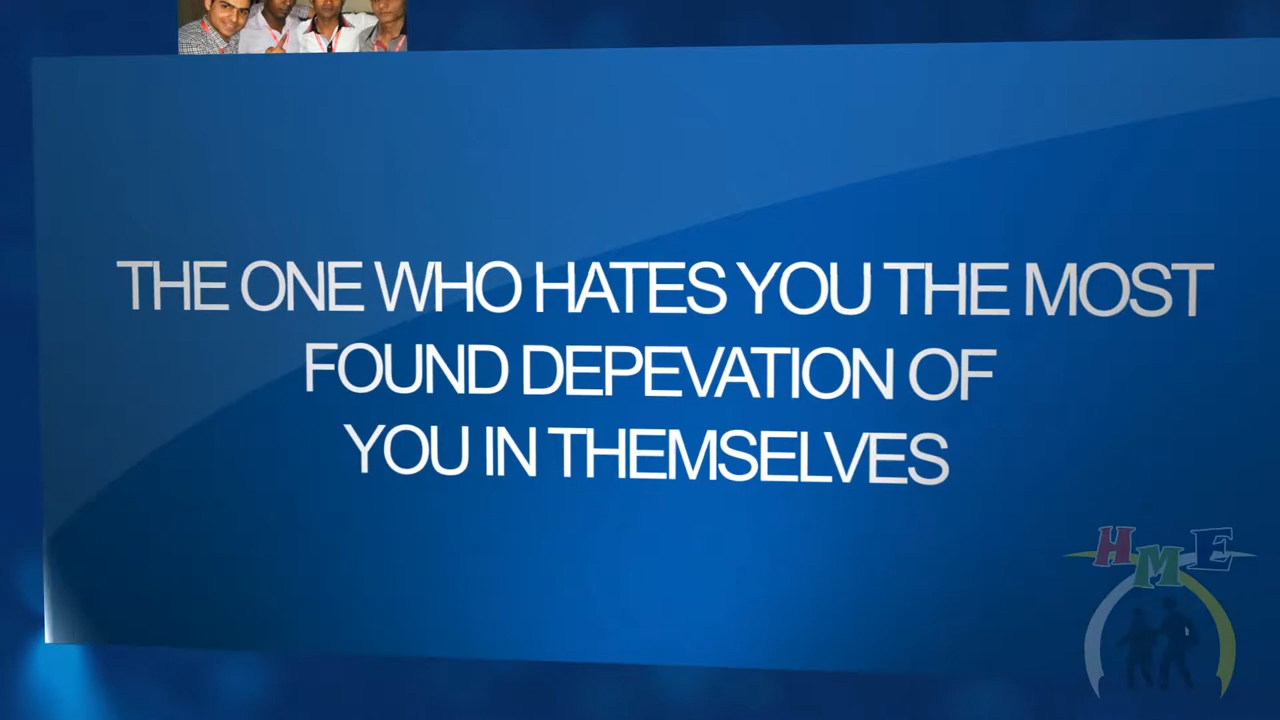 THE ONE WHO HATES YOU THE MOST
FOUND DEPEVATION OF
YOU IN THEMSELVES
HME